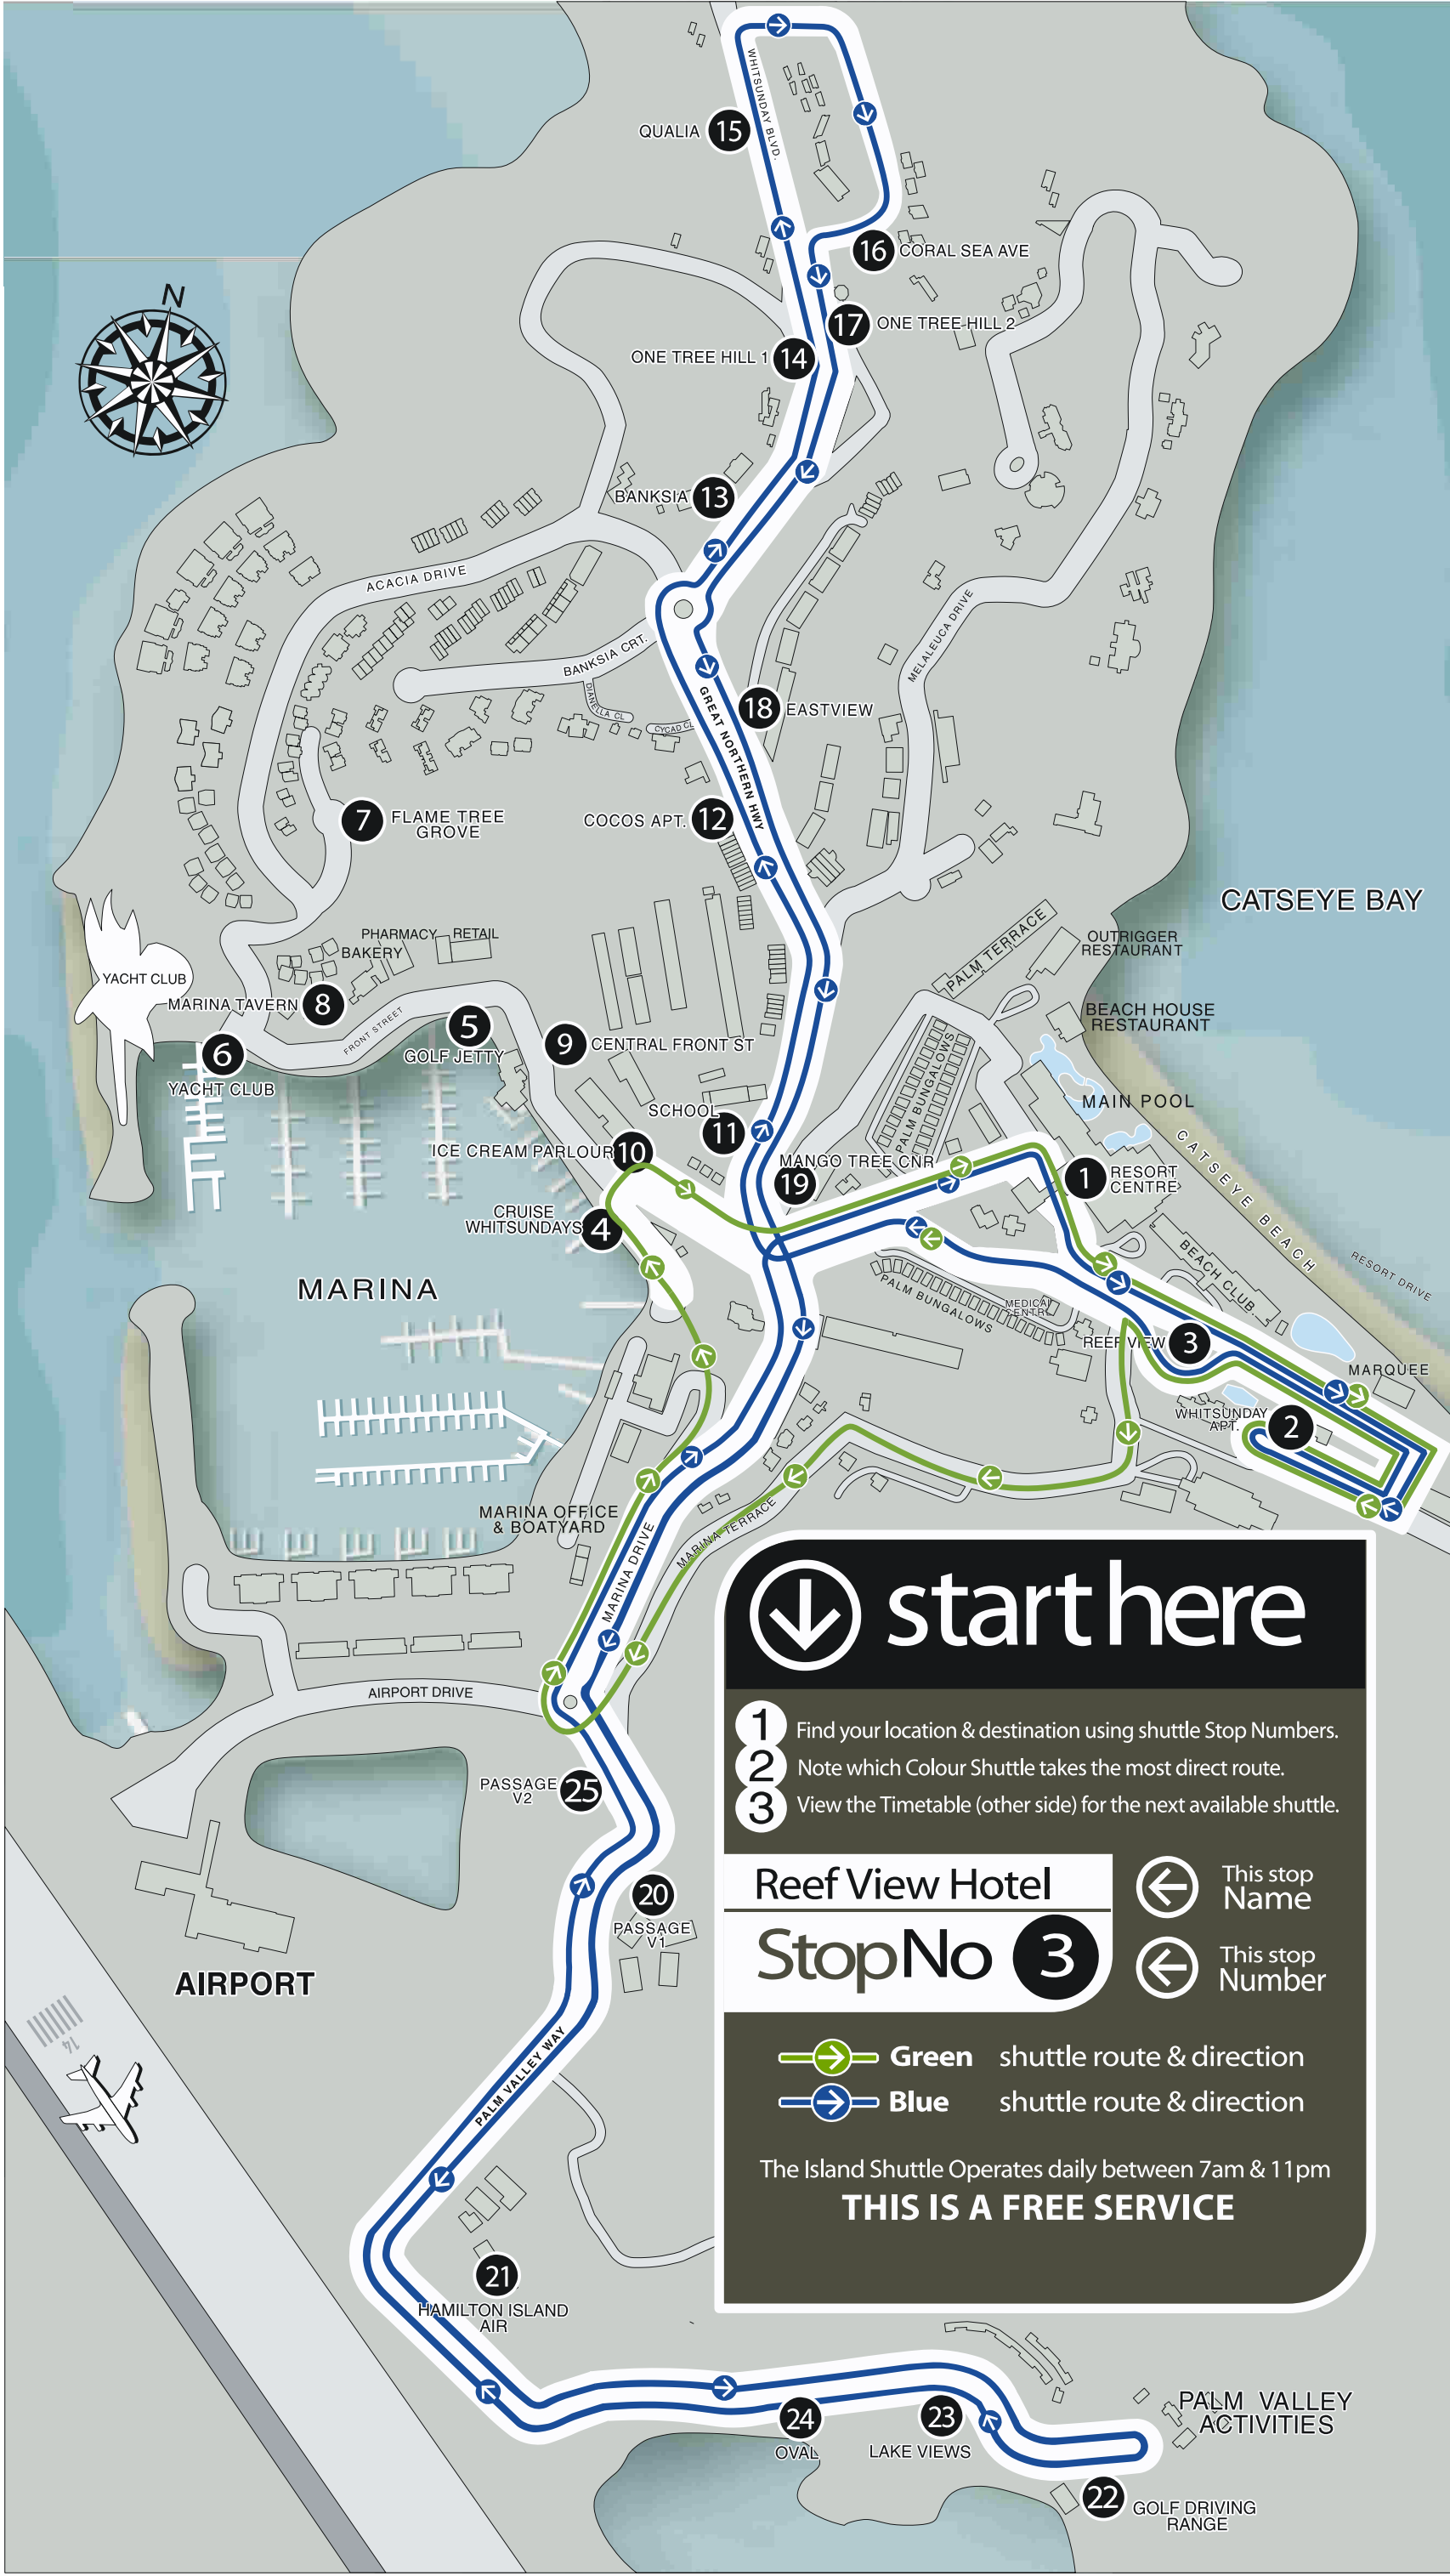 WHITSUNDAY BLVD.
QUALIA 15
16 CORAL SEA AVE
N
17 ONE TREE HILL 2
ONE TREE HILL 1 14
BANKSIA 13
ACACIA DRIVE
BANKSIA CRT.
MELALEUCA DRIVE
DIANELLA CL
CYCAD CL
GREAT NORTHERN HWY
18 EASTVIEW
7 FLAME TREE
GROVE
COCOS APT. 12
CATSEYE BAY
PHARMACY
RETAIL
BAKERY
PALM TERRACE
OUTRIGGER
RESTAURANT
YACHT CLUB
MARINA TAVERN 8
BEACH HOUSE
RESTAURANT
FRONT STREET
5
GOLF JETTY
9 CENTRAL FRONT ST
6
YACHT CLUB
PALM BUNGALOWS
MAIN POOL
SCHOOL
11
ICE CREAM PARLOUR 10
MANGO TREE CNR
19
1 RESORT
CENTRE
CATSEYE BEACH
CRUISE
WHITSUNDAYS 4
BEACH CLUB
RESORT DRIVE
MARINA
PALM BUNGALOWS
MEDICAL
CENTRE
REEF VIEW 3
MARQUEE
WHITSUNDAY
APT. 2
MARINA OFFICE
& BOATYARD
MARINA TERRACE
MARINA DRIVE
AIRPORT DRIVE
PASSAGE
V2
25
20
PASSAGE
V1
AIRPORT
14
PALM VALLEY WAY
21
HAMILTON ISLAND
AIR
start here
1 Find your location & destination using shuttle Stop Numbers.
2 Note which Colour Shuttle takes the most direct route.
3 View the Timetable (other side) for the next available shuttle.
Reef View Hotel
This stop
Name
StopNo 3
This stop
Number
Green shuttle route & direction
Blue shuttle route & direction
The Island Shuttle Operates daily between 7am & 11pm
THIS IS A FREE SERVICE
PALM VALLEY
ACTIVITIES
24
OVAL
23
LAKE VIEWS
22 GOLF DRIVING
RANGE